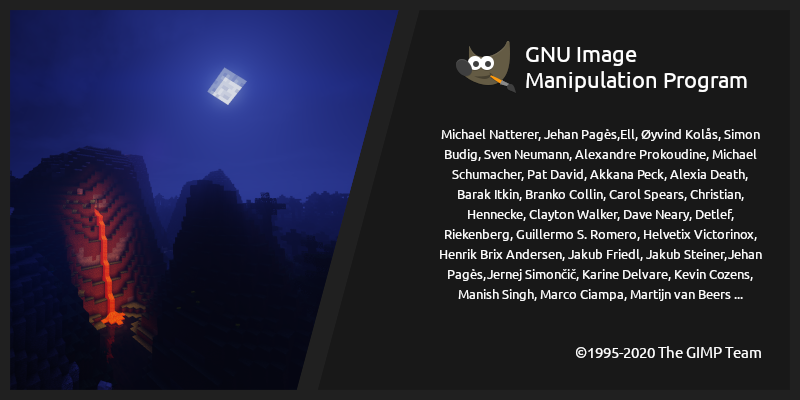 GNU Image
Manipulation Program
Michael Natterer, Jehan Pagès,Ell, Øyvind Kolås, Simon
Budig, Sven Neumann, Alexandre Prokoudine, Michael
Schumacher, Pat David, Akkana Peck, Alexia Death,
Barak Itkin, Branko Collin, Carol Spears, Christian,
Hennecke, Clayton Walker, Dave Neary, Detlef,
Riekenberg, Guillermo S. Romero, Helvetix Victorinox,
Henrik Brix Andersen, Jakub Friedl, Jakub Steiner,Jehan
Pagès,Jernej Simončič, Karine Delvare, Kevin Cozens,
Manish Singh, Marco Ciampa, Martijn van Beers ...
©1995-2020 The GIMP Team